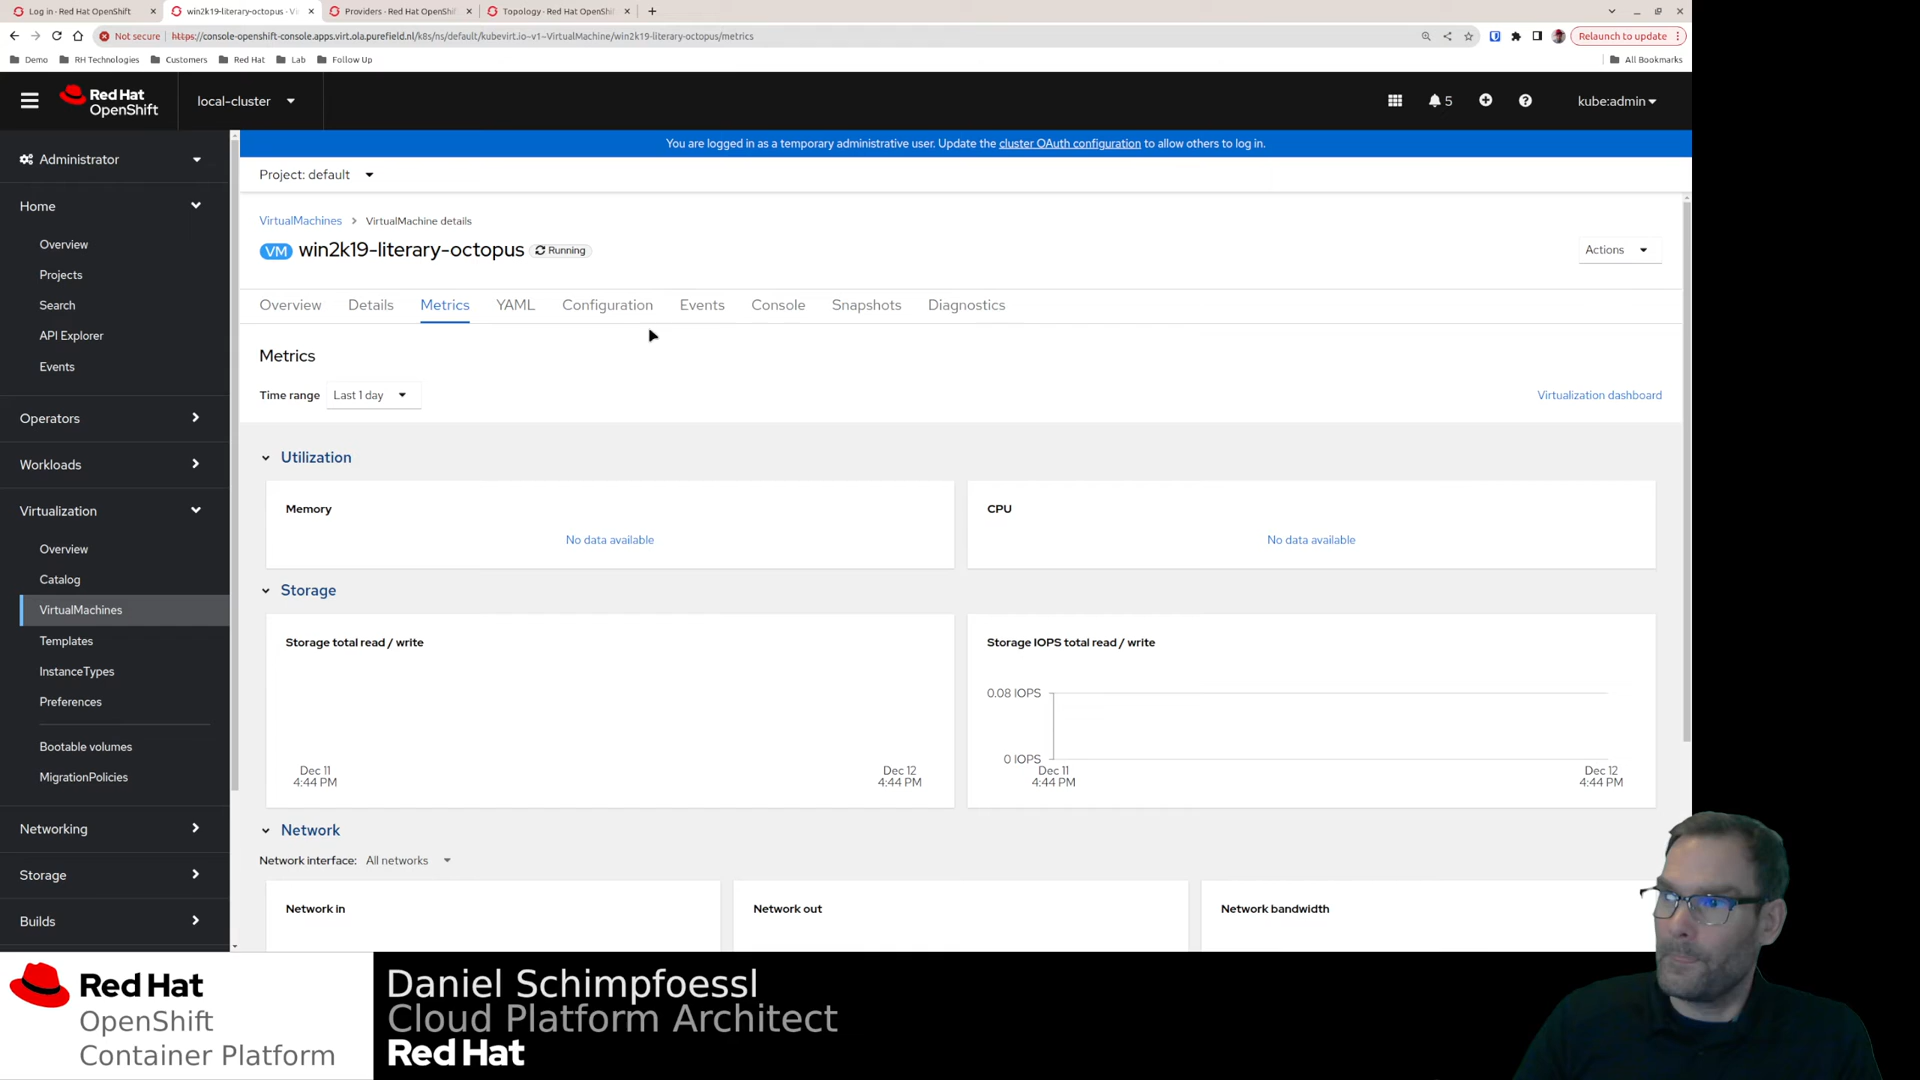 Log in · Red Hat OpenShift
win2k19-literary-octopus · Vi
Providers · Red Hat OpenShi
Topology · Red Hat OpenShi
Not secure
https://console-openshift-console.apps.virt.ola.purefield.nl/k8s/ns/default/kubevirt.io~v1~VirtualMachine/win2k19-literary-octopus/metrics
Relaunch to update
Demo
RH Technologies
Customers
Red Hat
Lab
Follow Up
All Bookmarks
Red Hat
OpenShift
local-cluster
5
kube:admin
You are logged in as a temporary administrative user. Update the cluster OAuth configuration to allow others to log in.
Administrator
Home
Overview
Projects
Search
API Explorer
Events
Operators
Workloads
Virtualization
Overview
Catalog
VirtualMachines
Templates
InstanceTypes
Preferences
Bootable volumes
MigrationPolicies
Networking
Storage
Builds
Project: default
VirtualMachines > VirtualMachine details
VM win2k19-literary-octopus Running
Actions
Overview
Details
Metrics
YAML
Configuration
Events
Console
Snapshots
Diagnostics
Metrics
Time range Last 1 day
Virtualization dashboard
Utilization
Memory
No data available
CPU
No data available
Storage
Storage total read / write
Dec 11
4:44 PM
Dec 12
4:44 PM
Storage IOPS total read / write
0.08 IOPS
0 IOPS
Dec 11
4:44 PM
Dec 12
4:44 PM
Network
Network interface: All networks
Network in
Network out
Network bandwidth
Red Hat
OpenShift
Container Platform
Daniel Schimpfoessl
Cloud Platform Architect
Red Hat